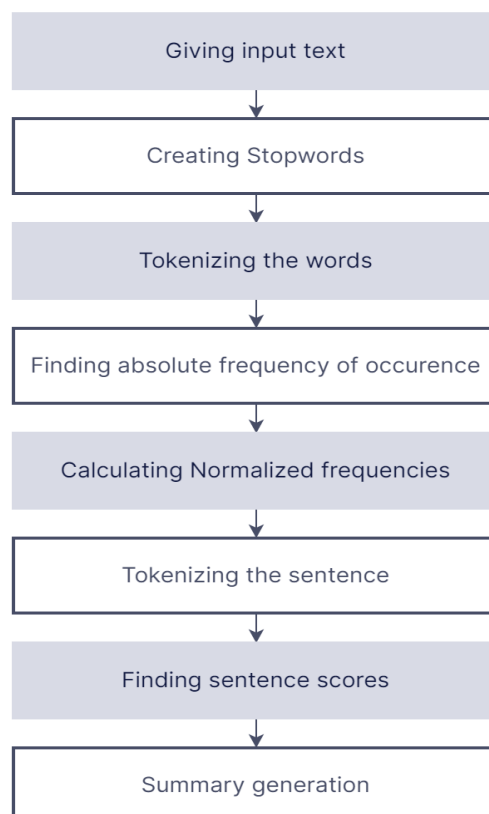 Giving input text
Creating Stopwords
Tokenizing the words
Finding absolute frequency of occurence
Calculating Normalized frequencies
Tokenizing the sentence
Finding sentence scores
Summary generation